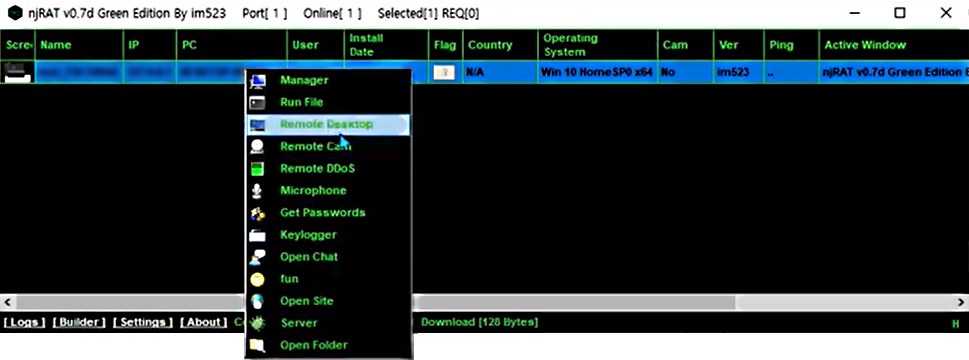 njRAT v0.7d Green Edition By im523 Port[ 1 ] Online[ 1 ] Selected[1] REQ[0]
Scre Name IP PC User Install Date Flag Country Operating System Cam Ver Ping Active Window
N/A Win 10 HomeSP0 x64 No im523 .. njRAT v0.7d Green Edition B
Manager
Run File
Remote Desktop
Remote Cam
Remote DDoS
Microphone
Get Passwords
Keylogger
Open Chat
fun
Open Site
[ Logs ] [ Builder ] [ Settings ] [ About ] Download [128 Bytes] H
Server
Open Folder